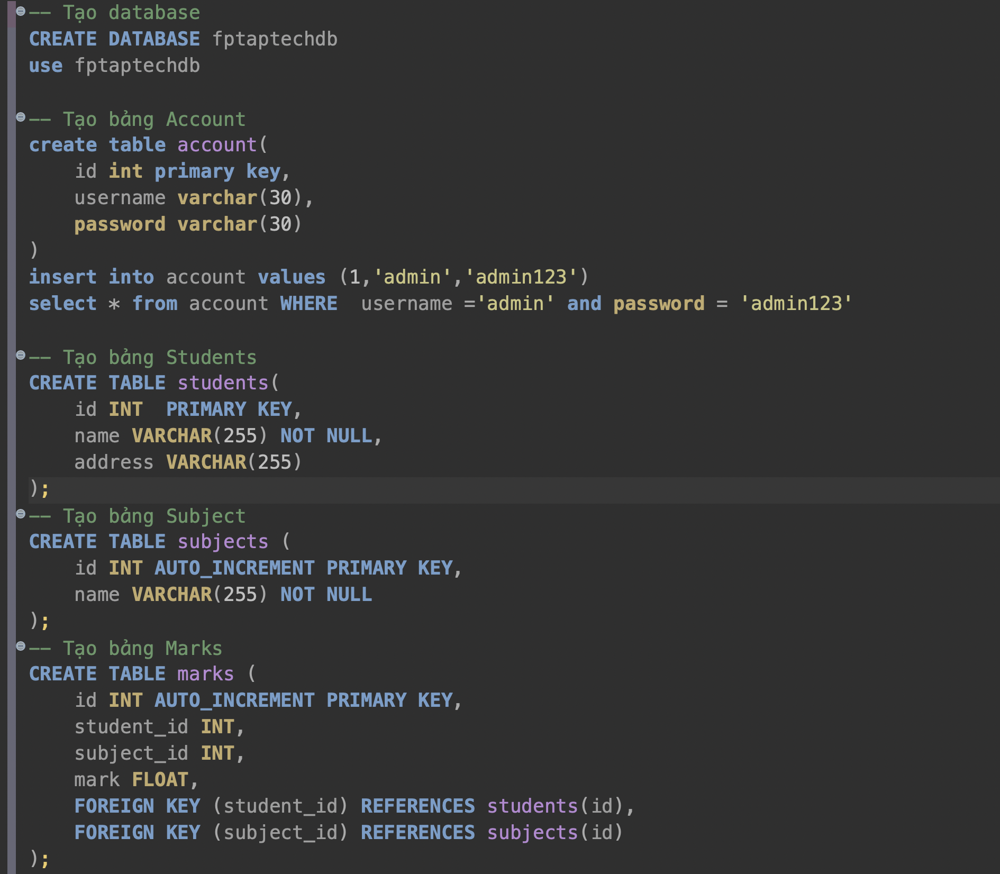 -- Tạo database
CREATE DATABASE fptaptechdb
use fptaptechdb
-- Tạo bảng Account
create table account(
    id int primary key,
    username varchar(30),
    password varchar(30)
)
insert into account values (1,'admin','admin123')
select * from account WHERE  username ='admin' and password = 'admin123'
-- Tạo bảng Students
CREATE TABLE students(
    id INT  PRIMARY KEY,
    name VARCHAR(255) NOT NULL,
    address VARCHAR(255)
);
-- Tạo bảng Subject
CREATE TABLE subjects (
    id INT AUTO_INCREMENT PRIMARY KEY,
    name VARCHAR(255) NOT NULL
);
-- Tạo bảng Marks
CREATE TABLE marks (
    id INT AUTO_INCREMENT PRIMARY KEY,
    student_id INT,
    subject_id INT,
    mark FLOAT,
    FOREIGN KEY (student_id) REFERENCES students(id),
    FOREIGN KEY (subject_id) REFERENCES subjects(id)
);